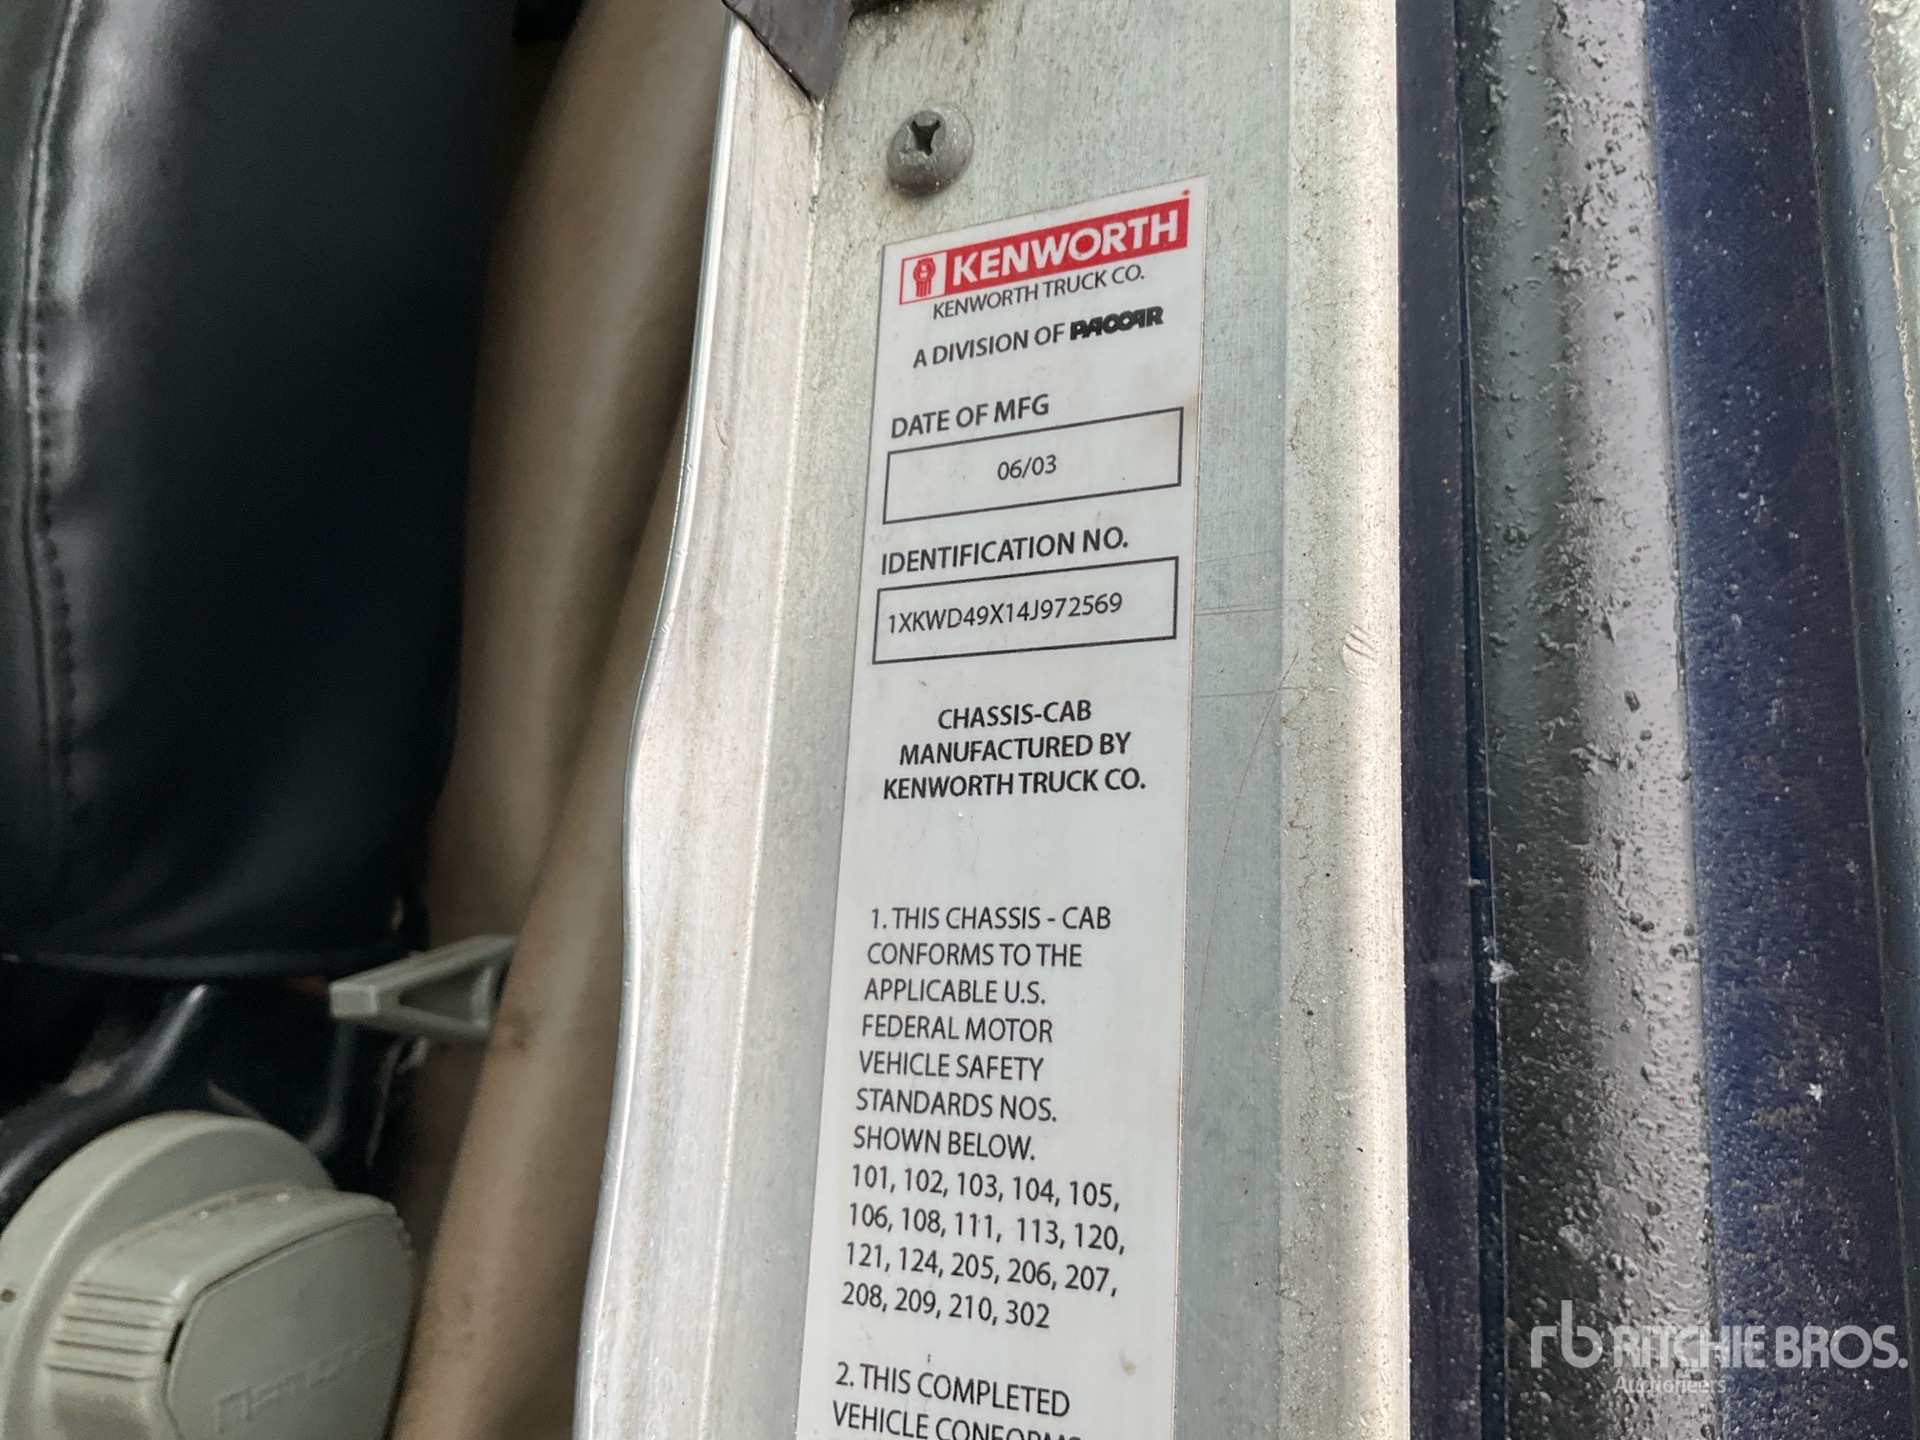 KENWORTH
KENWORTH TRUCK CO.
A DIVISION OF PACCAR
DATE OF MFG
06/03
IDENTIFICATION NO.
1XKWD49X14J972569
CHASSIS-CAB
MANUFACTURED BY
KENWORTH TRUCK CO.
1. THIS CHASSIS - CAB
CONFORMS TO THE
APPLICABLE U.S.
FEDERAL MOTOR
VEHICLE SAFETY
STANDARDS NOS.
SHOWN BELOW.
101, 102, 103, 104, 105,
106, 108, 111, 113, 120,
121, 124, 205, 206, 207,
208, 209, 210, 302
2. THIS COMPLETED
VEHICLE CONFORMS
rb RITCHIE BROS.
Auctioneers